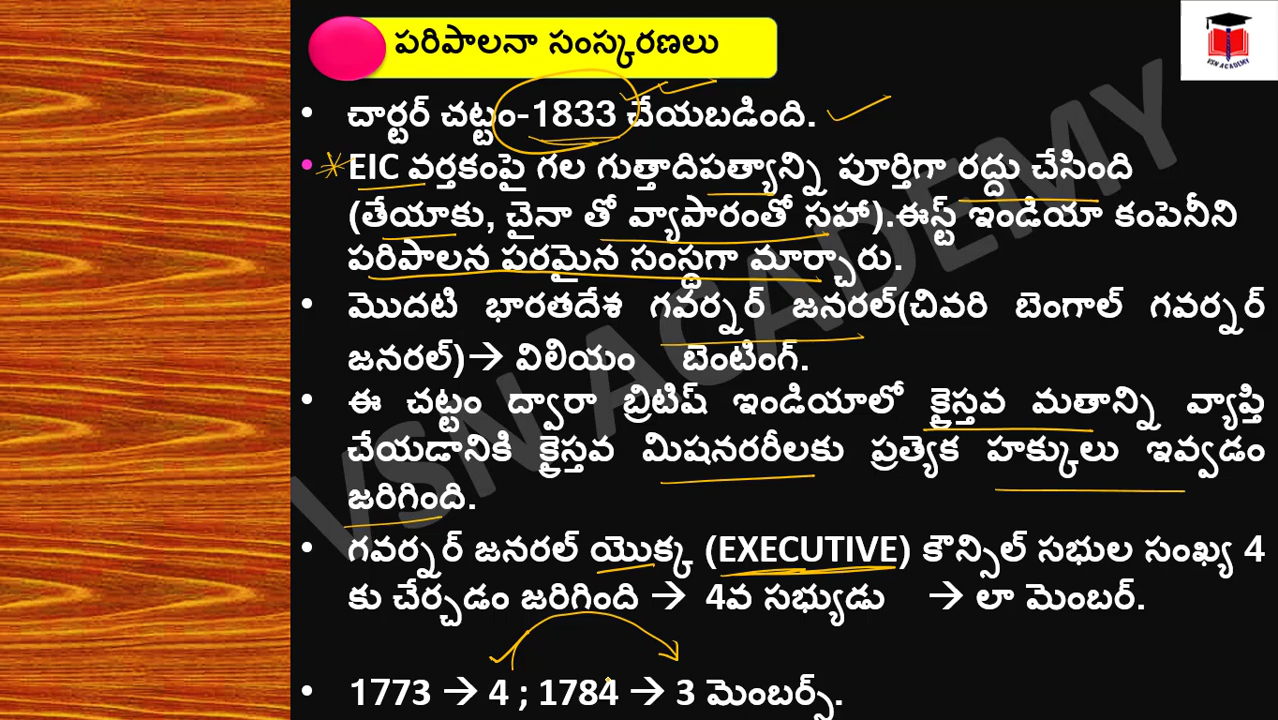 పరిపాలనా సంస్కరణలు
VSN ACADEMY
• చార్టర్ చట్టం-1833 చేయబడింది.
• EIC వర్తకంపై గల గుత్తాదిపత్యాన్ని పూర్తిగా రద్దు చేసింది
(తేయాకు, చైనా తో వ్యాపారంతో సహా).ఈస్ట్ ఇండియా కంపెనీని
పరిపాలన పరమైన సంస్థగా మార్చారు.
• మొదటి భారతదేశ గవర్నర్ జనరల్(చివరి బెంగాల్ గవర్నర్
జనరల్)→ విలియం బెంటింగ్.
• ఈ చట్టం ద్వారా బ్రిటిష్ ఇండియాలో క్రైస్తవ మతాన్ని వ్యాప్తి
చేయడానికి క్రైస్తవ మిషనరరీలకు ప్రత్యెక హక్కులు ఇవ్వడం
జరిగింది.
• గవర్నర్ జనరల్ యొక్క (EXECUTIVE) కౌన్సిల్ సభుల సంఖ్య 4
కు చేర్చడం జరిగింది → 4వ సభ్యుడు → లా మెంబర్.
• 1773 → 4 ; 1784 → 3 మెంబర్స్.
VSN ACADEMY